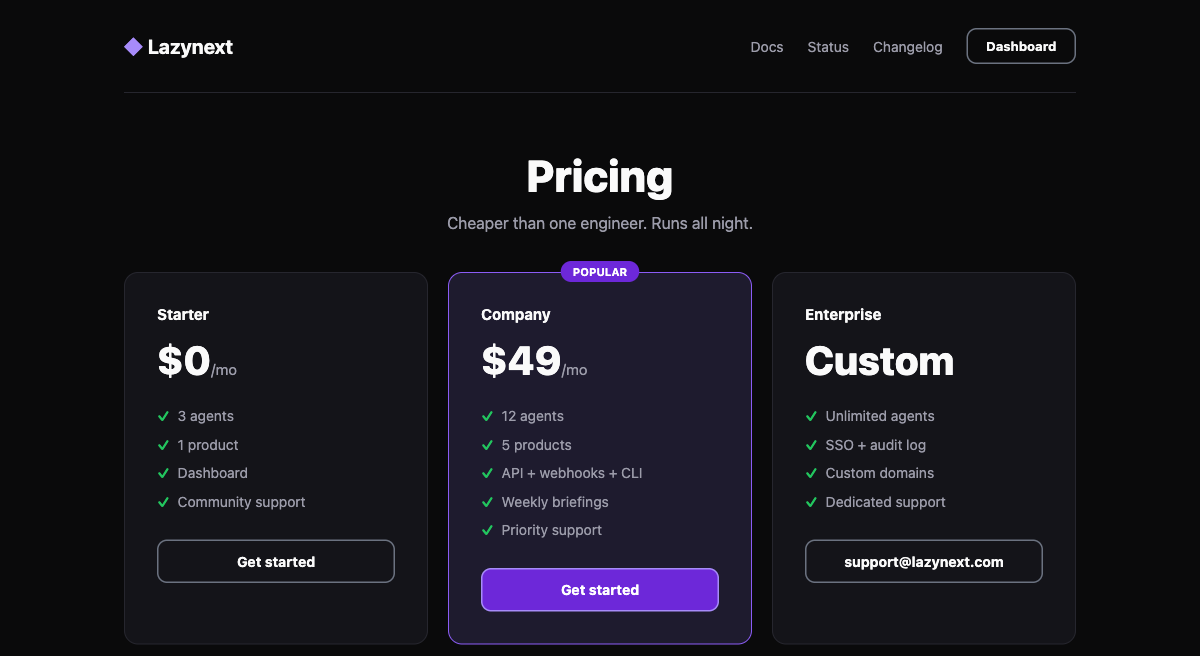 Lazynext
Docs
Status
Changelog
Dashboard
Pricing
Cheaper than one engineer. Runs all night.
Starter
$0/mo
3 agents
1 product
Dashboard
Community support
Get started
POPULAR
Company
$49/mo
12 agents
5 products
API + webhooks + CLI
Weekly briefings
Priority support
Get started
Enterprise
Custom
Unlimited agents
SSO + audit log
Custom domains
Dedicated support
support@lazynext.com